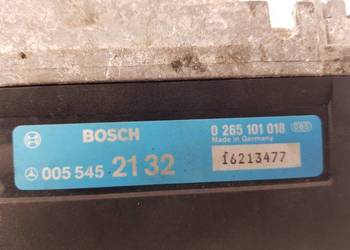 BOSCH
0 265 101 018
Made in Germany
005 545 21 32
16213477